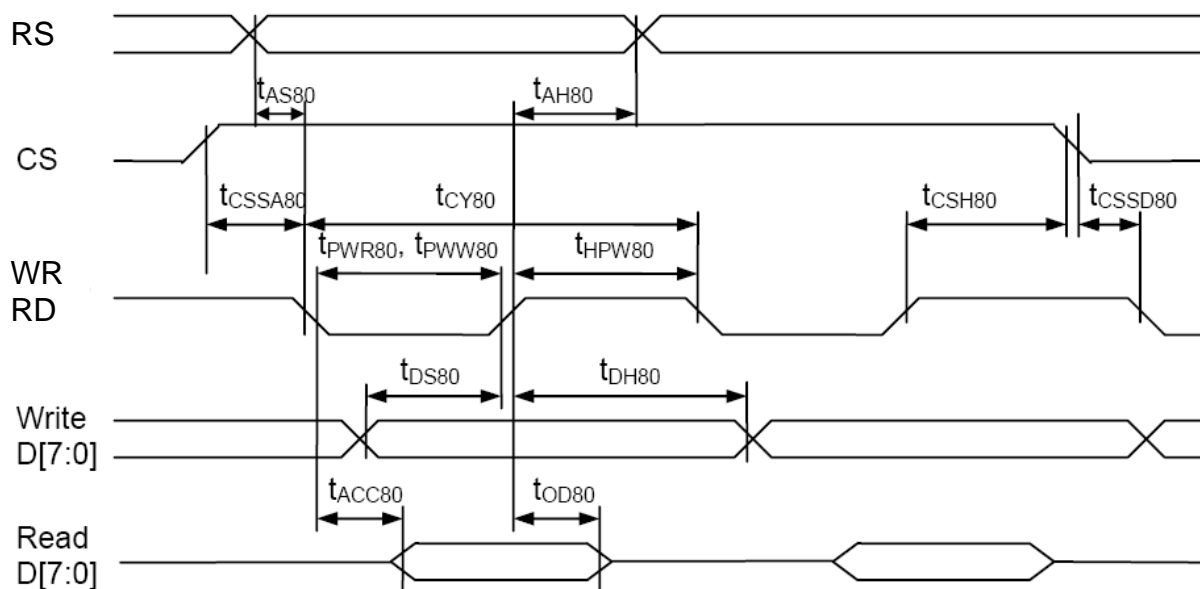 RS
tAS80
tAH80
CS
tCSSA80
tCY80
tCSH80
tCSSD80
tPWR80, tPWW80
tHPW80
WR
RD
tDS80
tDH80
Write
D[7:0]
tACC80
tOD80
Read
D[7:0]